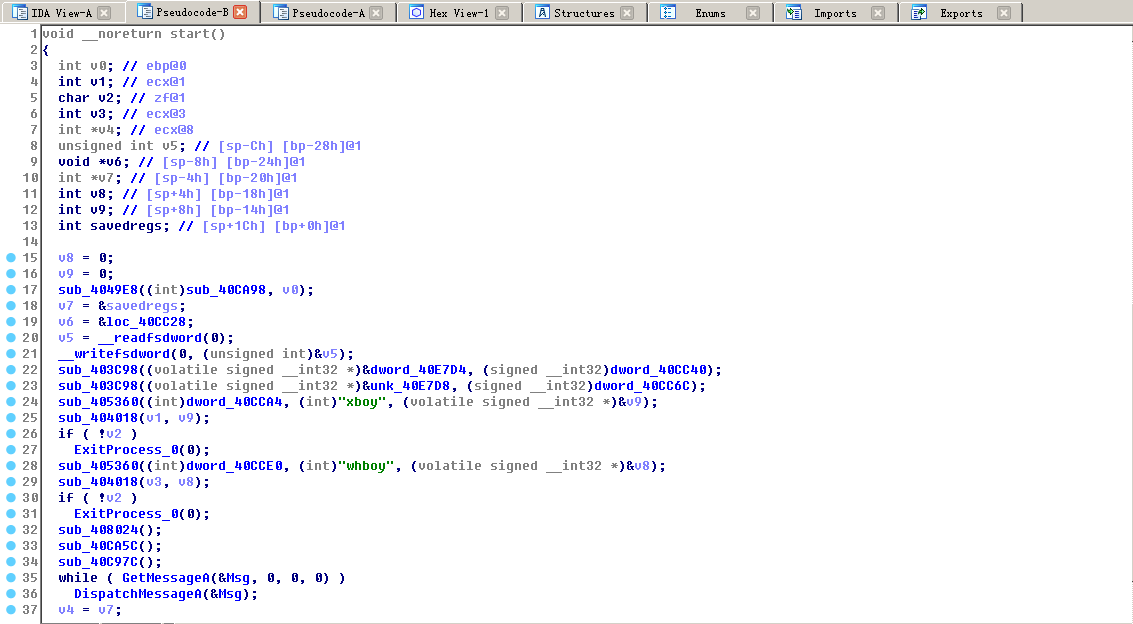 IDA View-A Pseudocode-B Pseudocode-A Hex View-1 Structures Enums Imports Exports
1 void __noreturn start()
2 {
3 int v0; // ebp@0
4 int v1; // ecx@1
5 char v2; // zf@1
6 int v3; // ecx@3
7 int *v4; // ecx@8
8 unsigned int v5; // [sp-Ch] [bp-28h]@1
9 void *v6; // [sp-8h] [bp-24h]@1
10 int *v7; // [sp-4h] [bp-20h]@1
11 int v8; // [sp+4h] [bp-18h]@1
12 int v9; // [sp+8h] [bp-14h]@1
13 int savedregs; // [sp+1Ch] [bp+0h]@1
14
15 v8 = 0;
16 v9 = 0;
17 sub_4049E8((int)sub_40CA98, v0);
18 v7 = &savedregs;
19 v6 = &loc_40CC28;
20 v5 = __readfsdword(0);
21 __writefsdword(0, (unsigned int)&v5);
22 sub_403C98((volatile signed __int32 *)&dword_40E7D4, (signed __int32)dword_40CC40);
23 sub_403C98((volatile signed __int32 *)&unk_40E7D8, (signed __int32)dword_40CC6C);
24 sub_405360((int)dword_40CCA4, (int)"xboy", (volatile signed __int32 *)&v9);
25 sub_404018(v1, v9);
26 if ( !v2 )
27 ExitProcess_0(0);
28 sub_405360((int)dword_40CCE0, (int)"whboy", (volatile signed __int32 *)&v8);
29 sub_404018(v3, v8);
30 if ( !v2 )
31 ExitProcess_0(0);
32 sub_408024();
33 sub_40CA5C();
34 sub_40C97C();
35 while ( GetMessageA(&Msg, 0, 0, 0) )
36 DispatchMessageA(&Msg);
37 v4 = v7;